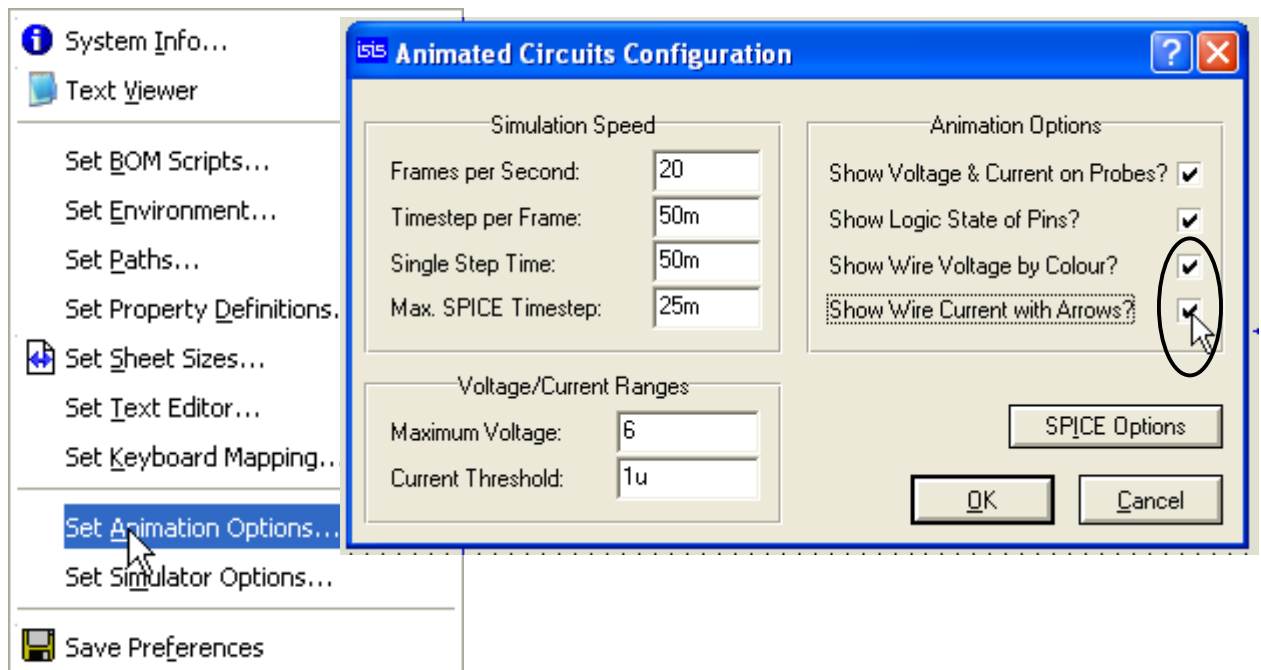 System Info...
Text Viewer
Set BOM Scripts...
Set Environment...
Set Paths...
Set Property Definitions.
Set Sheet Sizes...
Set Text Editor...
Set Keyboard Mapping...
Set Animation Options...
Set Simulator Options...
Save Preferences
isis Animated Circuits Configuration
Simulation Speed
Frames per Second: 20
Timestep per Frame: 50m
Single Step Time: 50m
Max. SPICE Timestep: 25m
Voltage/Current Ranges
Maximum Voltage: 6
Current Threshold: 1u
Animation Options
Show Voltage & Current on Probes?
Show Logic State of Pins?
Show Wire Voltage by Colour?
Show Wire Current with Arrows?
SPICE Options
OK
Cancel